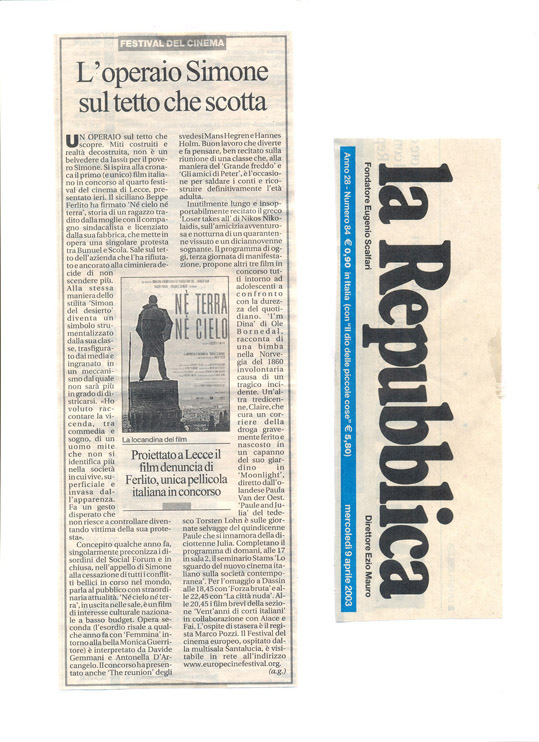 FESTIVAL DEL CINEMA
L'operaio Simone
sul tetto che scotta
UN OPERAIO sul tetto che
scopre. Miti costruiti e
realtà decostruita, non è un
belvedere da lassù per il pove-
ro Simone. Si ispira alla crona-
ca il primo (e unico) film italia-
no in concorso al quarto festi-
val del cinema di Lecce, pre-
sentato ieri. Il siciliano Beppe
Ferlito ha firmato 'Né cielo né
terra', storia di un ragazzo tra-
dito dalla moglie con il compa-
gno sindacalista e licenziato
dalla sua fabbrica, che mette in
opera una singolare protesta
tra Bunuel e Scola. Sale sul tet-
to dell'azienda che l'ha rifiuta-
to e ancorato alla ciminiera de-
cide di non
scendere più.
Alla stessa
maniera dello
stilita 'Simon
del desierto'
diventa un
simbolo stru-
mentalizzato
dalla sua clas-
se, trasfigura-
to dai media e
ingranato in
un mecca-
nismo dal quale
non sarà più
in grado di di-
stricarsi. «Ho
voluto rac-
contare la vi-
cenda, tra
commedia e
sogno, di un
uomo mite
che non si
identifica più
nella società
in cui vive, su-
perficiale e
invasa dal-
l'apparenza.
Fa un gesto
disperato che
non riesce a controllare diven-
tando vittima della sua prote-
sta».
Concepito qualche anno fa,
singolarmente preconizza i di-
sordini del Social Forum e in
chiusa, nell'appello di Simone
alla cessazione di tutti i conflit-
ti bellici in corso nel mondo,
parla al pubblico con straordi-
naria attualità. 'Né cielo né ter-
ra', in uscita nelle sale, è un film
di interesse culturale naziona-
le a basso budget. Opera se-
conda (l'esordio risale a qual-
che anno fa con 'Femmina' in-
torno alla bella Monica Guerri-
tore) è interpretato da Davide
Gemmani e Antonella D'Ar-
cangelo. Il concorso ha presen-
tato anche 'The reunion' degli
svedesi Mans Hegren e Hannes
Holm. Buon lavoro che diverte
e fa pensare, ben recitato sulla
riunione di una classe che, alla
maniera del 'Grande freddo' e
'Gli amici di Peter', è l'occasio-
ne per saldare i conti e ricos-
truire definitivamente l'età
adulta.
Inutilmente lungo e insop-
portabilmente recitato il greco
'Loser takes all' di Nikos Niko-
laidis, sull'amicizia avventuro-
sa e notturna di un quaranten-
ne vissuto e un diciannovenne
sognatore. Il programma di og-
gi, terza giornata di manifesta-
zione, propone altri tre film in
concorso tut-
ti intorno ad
adolescenti a
confronto
con la durez-
za del quoti-
diano. 'I'm
Dina' di Ole
Bornedal,
racconta di
una bimba
nella Norve-
gia del 1860
involontaria
causa di un
tragico inci-
dente. Un'al-
tra tredicen-
ne, Claire, che
cura un cor-
riere della
droga grave-
mente ferito e
nascosto in
un capanno
del suo giar-
dino in
'Moonlight',
diretto dall'o-
landese Paula
Van der Oest.
'Paule and Ju-
lia' del tede-
sco Torsten Lohn è sulle gior-
nate selvagge del quindicenne
Paule che si innamora della di-
ciottenne Julia. Completano il
programma di domani, alle 17
in sala 2, il seminario Stams 'Lo
sguardo del nuovo cinema ita-
liano sulla società contempo-
ranea'. Per l'omaggio a Dassin
alle 18,45 con 'Forza bruta' e al-
le 22,45 con 'La città nuda'. Al-
le 20,45 i film brevi della sezio-
ne 'Vent'anni di corti italiani'
in collaborazione con Aiace e
Fai. L'ospite di stasera è il regi-
sta Marco Pozzi. Il Festival del
cinema europeo, ospitato dal-
la multisala Santalucia, è visi-
tabile in rete all'indirizzo
www.europecinefestival.org.
(a.g.)
NÈ TERRA
NÈ CIELO
La locandina del film
Proiettato a Lecce il
film denuncia di
Ferlito, unica pellicola
italiana in concorso
la Repubblica
Fondatore Eugenio Scalfari
Direttore Ezio Mauro
Anno 28 - Numero 84 € 0,90 in Italia (con "Il dio delle piccole cose" € 5,80)
mercoledì 9 aprile 2003